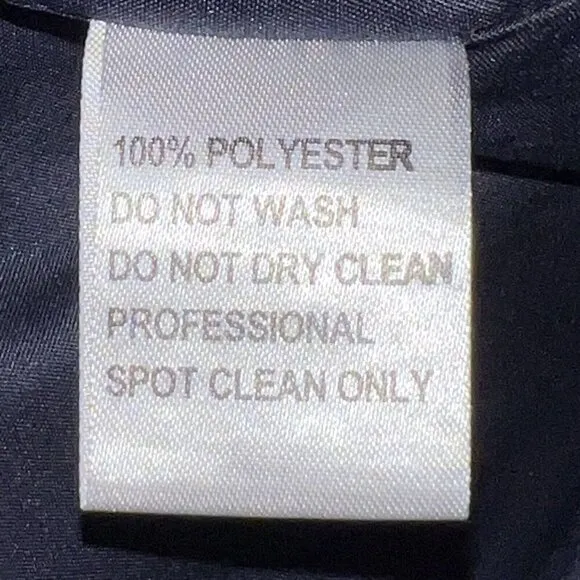 100% POLYESTER
DO NOT WASH
DO NOT DRY CLEAN
PROFESSIONAL
SPOT CLEAN ONLY